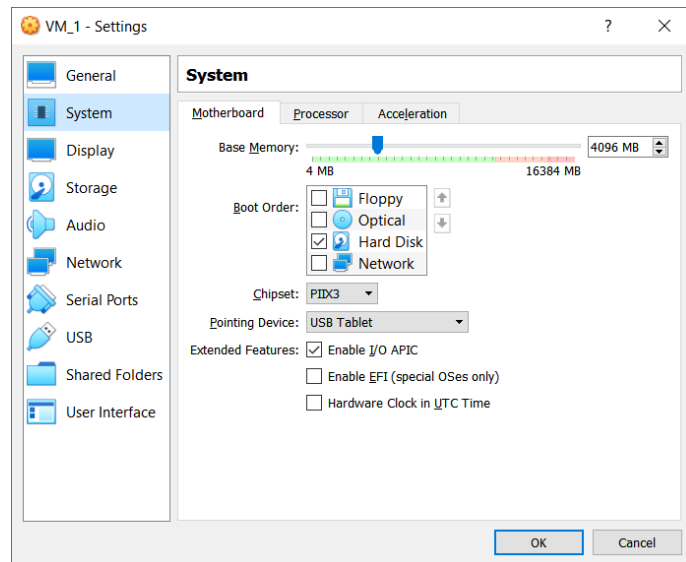 VM_1 - Settings ? ×
General
System
Display
Storage
Audio
Network
Serial Ports
USB
Shared Folders
User Interface
System
Motherboard Processor Acceleration
Base Memory: 4096 MB
4 MB 16384 MB
Boot Order:
Floppy
Optical
Hard Disk
Network
Chipset: PIIX3
Pointing Device: USB Tablet
Extended Features: Enable I/O APIC
Enable EFI (special OSes only)
Hardware Clock in UTC Time
OK Cancel